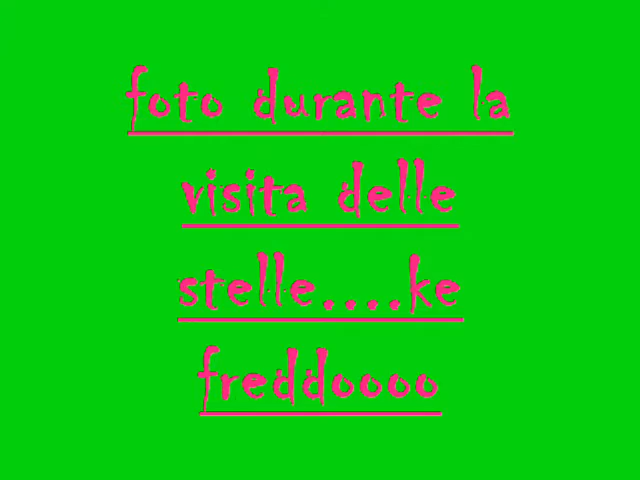 foto durante la
visita delle
stelle....ke
freddoooo